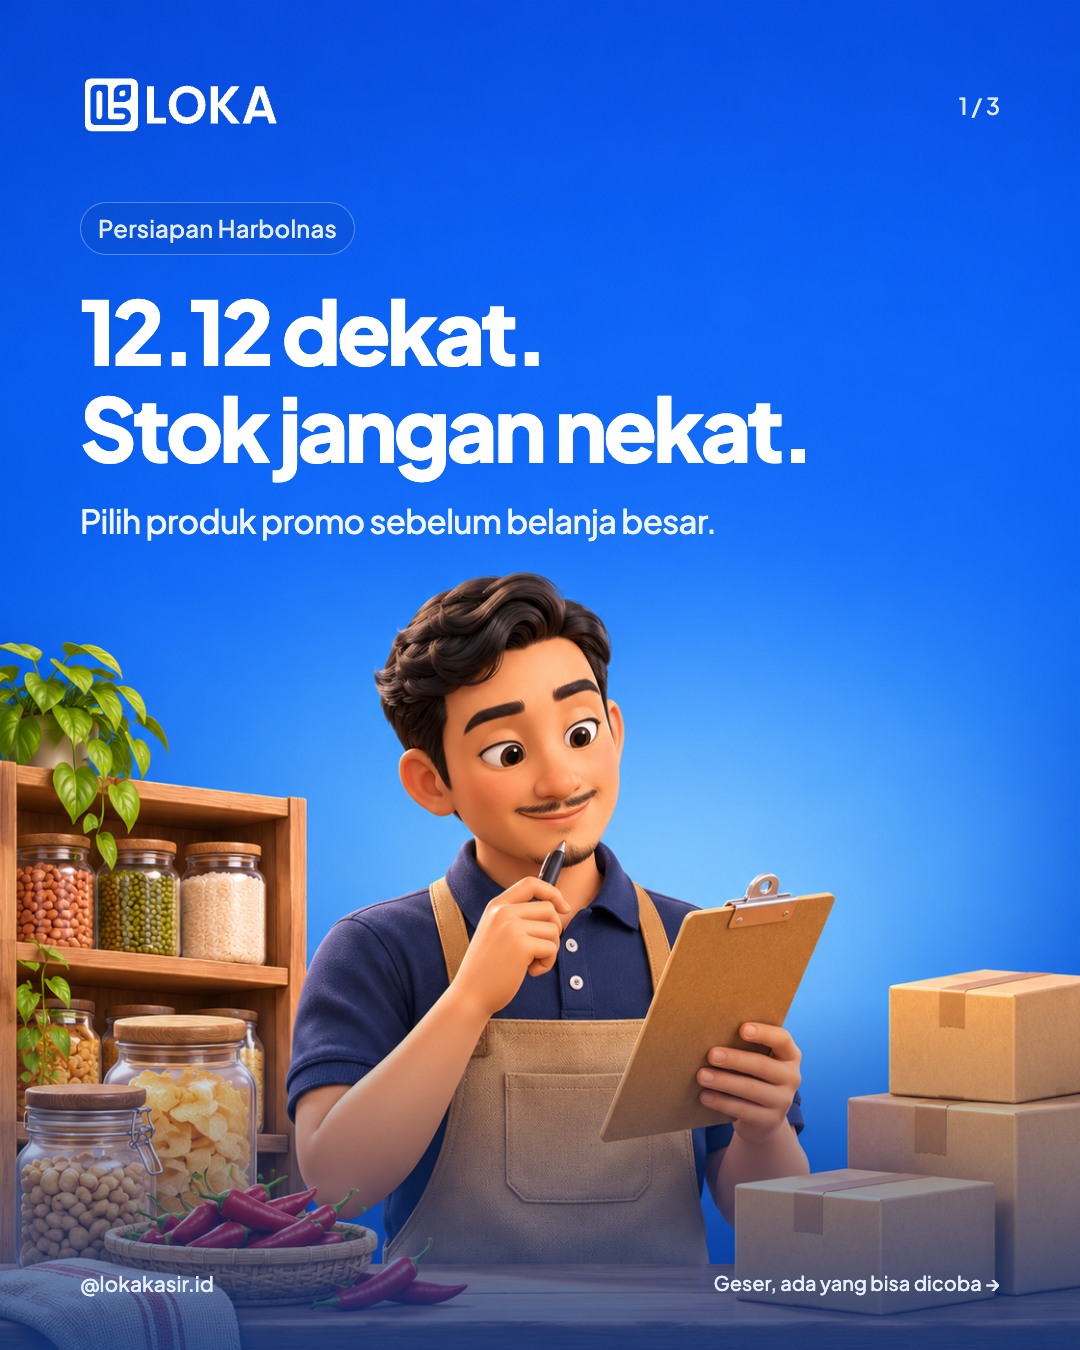 LOKA
1 / 3
Persiapan Harbolnas
12.12 dekat.
Stok jangan nekat.
Pilih produk promo sebelum belanja besar.
@lokakasir.id
Geser, ada yang bisa dicoba →